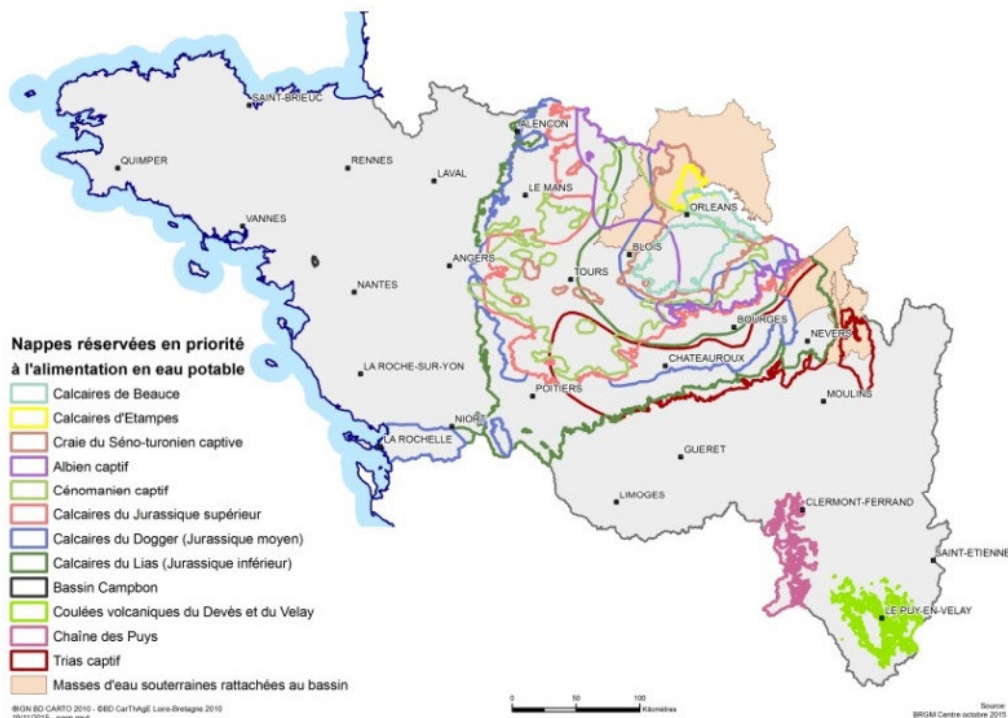 SAINT-BRIEUC
ALENÇON
QUIMPER
RENNES
LAVAL
LE MANS
ORLEANS
VANNES
BLOIS
ANGERS
TOURS
NANTES
BOURGES
NEVERS
Nappes réservées en priorité
à l'alimentation en eau potable
LA ROCHE-SUR-YON
CHATEAUROUX
POITIERS
MOULINS
Calcaires de Beauce
Calcaires d'Etampes
NIORT
Craie du Séno-turonien captive
LA ROCHELLE
Albien captif
GUERET
Cénomanien captif
LIMOGES
Calcaires du Jurassique supérieur
CLERMONT-FERRAND
Calcaires du Dogger (Jurassique moyen)
Calcaires du Lias (Jurassique inférieur)
SAINT-ETIENNE
Bassin Campbon
Coulées volcaniques du Devès et du Velay
LE PUY-EN-VELAY
Chaîne des Puys
Trias captif
Masses d'eau souterraines rattachées au bassin
0 50 100
Kilomètres
©IGN BD CARTO 2010 - ©BD CarThAgE Loire-Bretagne 2010
Source :
BRGM Centre octobre 2015